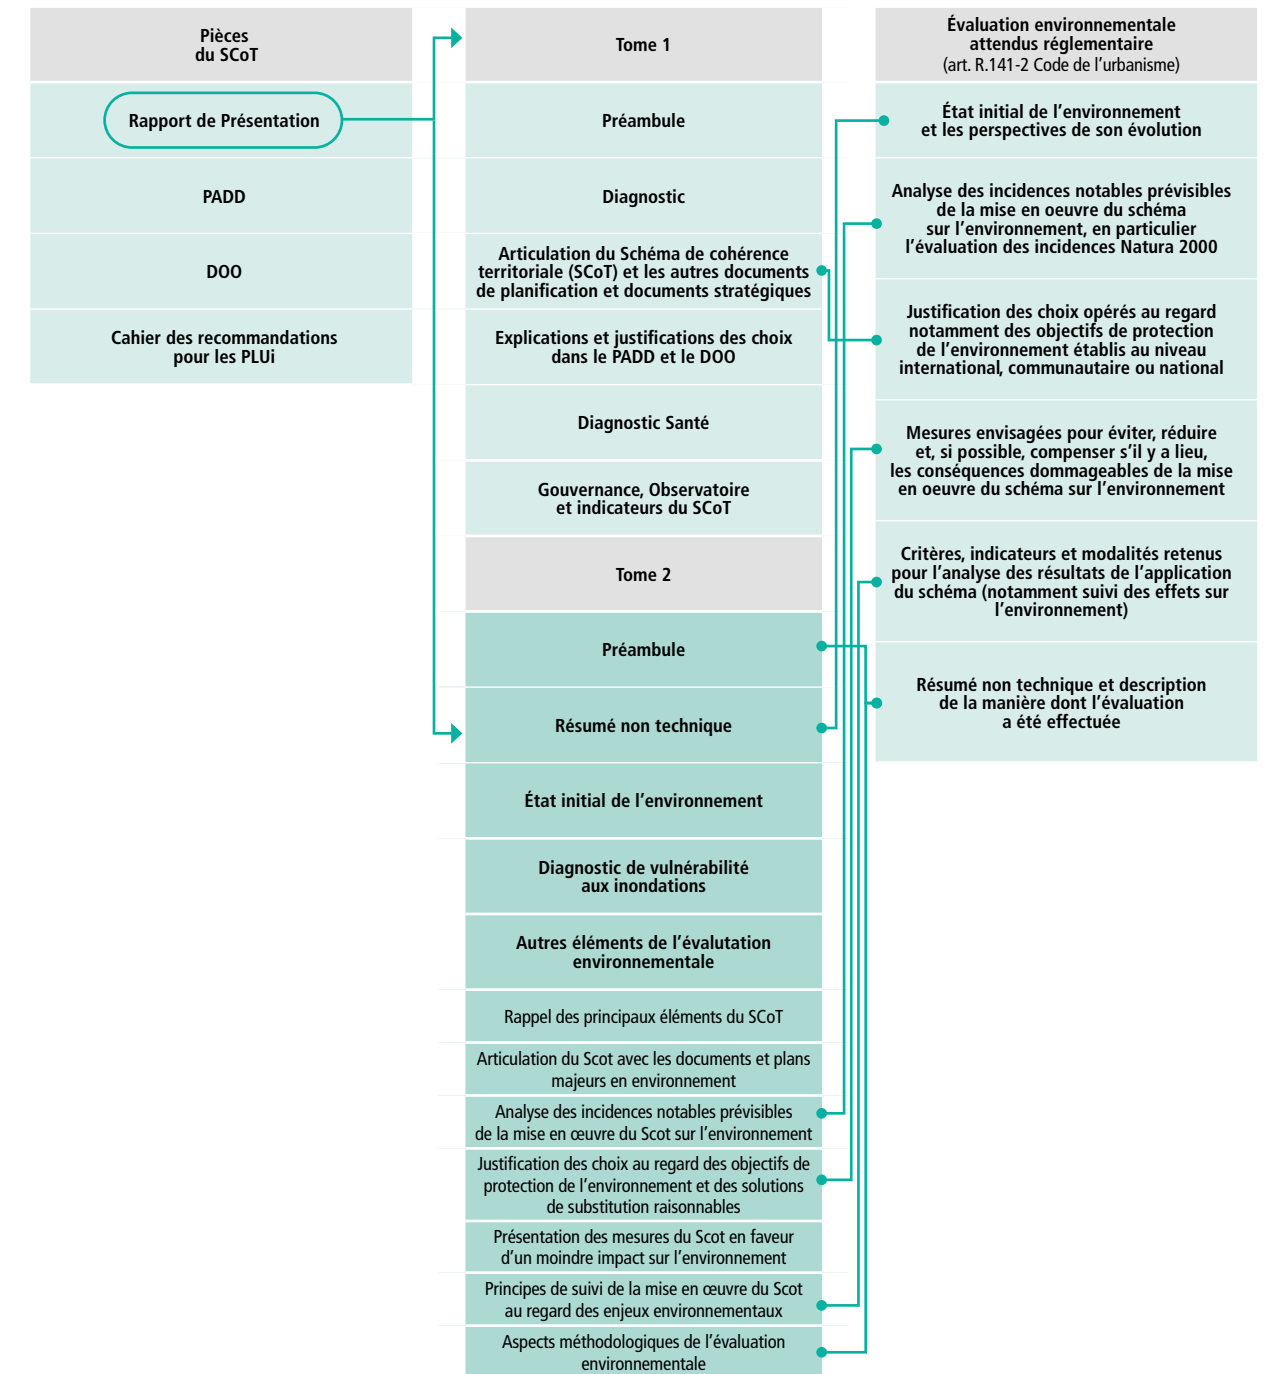 Pièces
du SCoT
Rapport de Présentation
PADD
DOO
Cahier des recommandations
pour les PLUi
Tome 1
Préambule
Diagnostic
Articulation du Schéma de cohérence
territoriale (SCoT) et les autres documents
de planification et documents stratégiques
Explications et justifications des choix
dans le PADD et le DOO
Diagnostic Santé
Gouvernance, Observatoire
et indicateurs du SCoT
Tome 2
Préambule
Résumé non technique
État initial de l’environnement
Diagnostic de vulnérabilité
aux inondations
Autres éléments de l’évalutation
environnementale
Rappel des principaux éléments du SCoT
Articulation du Scot avec les documents et plans
majeurs en environnement
Analyse des incidences notables prévisibles
de la mise en œuvre du Scot sur l’environnement
Justification des choix au regard des objectifs de
protection de l’environnement et des solutions
de substitution raisonnables
Présentation des mesures du Scot en faveur
d’un moindre impact sur l’environnement
Principes de suivi de la mise en œuvre du Scot
au regard des enjeux environnementaux
Aspects méthodologiques de l’évaluation
environnementale
Évaluation environnementale
attendus réglementaire
(art. R.141-2 Code de l’urbanisme)
État initial de l’environnement
et les perspectives de son évolution
Analyse des incidences notables prévisibles
de la mise en oeuvre du schéma
sur l’environnement, en particulier
l’évaluation des incidences Natura 2000
Justification des choix opérés au regard
notamment des objectifs de protection
de l’environnement établis au niveau
international, communautaire ou national
Mesures envisagées pour éviter, réduire
et, si possible, compenser s’il y a lieu,
les conséquences dommageables de la mise
en oeuvre du schéma sur l’environnement
Critères, indicateurs et modalités retenus
pour l’analyse des résultats de l’application
du schéma (notamment suivi des effets sur
l’environnement)
Résumé non technique et description
de la manière dont l’évaluation
a été effectuée